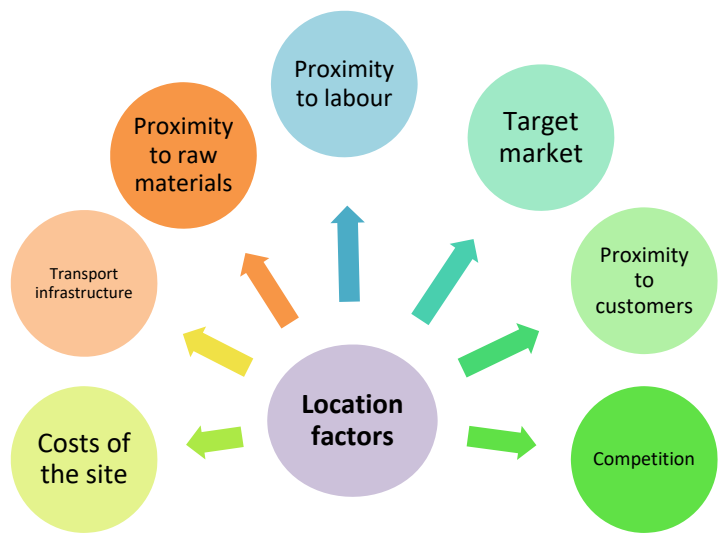 Proximity
to labour
Target
market
Proximity
to raw
materials
Proximity
to
customers
Transport
infrastructure
Location
factors
Costs of
the site
Competition